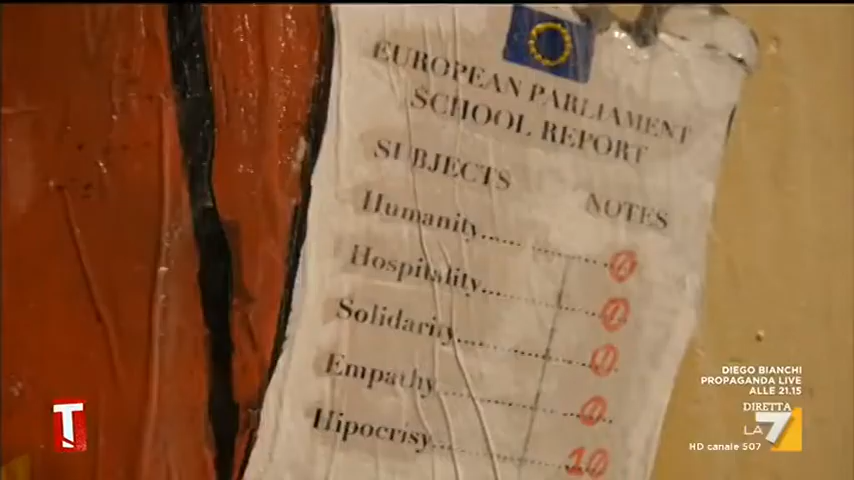 EUROPEAN PARLIAMENT
SCHOOL REPORT
SUBJECTS NOTES
Humanity..........0
Hospitality..........0
Solidarity..........0
Empathy..........0
Hipocrisy..........10
DIEGO BIANCHI
PROPAGANDA LIVE
ALLE 21.15
DIRETTA
LA7
HD canale 507
T